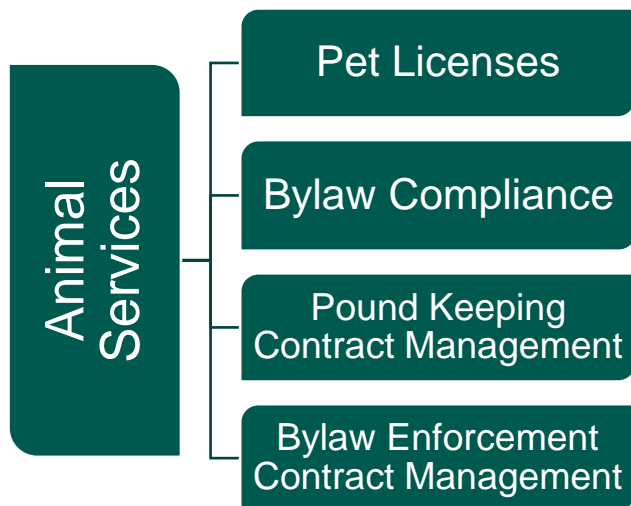 Animal
Services
Pet Licenses
Bylaw Compliance
Pound Keeping
Contract Management
Bylaw Enforcement
Contract Management